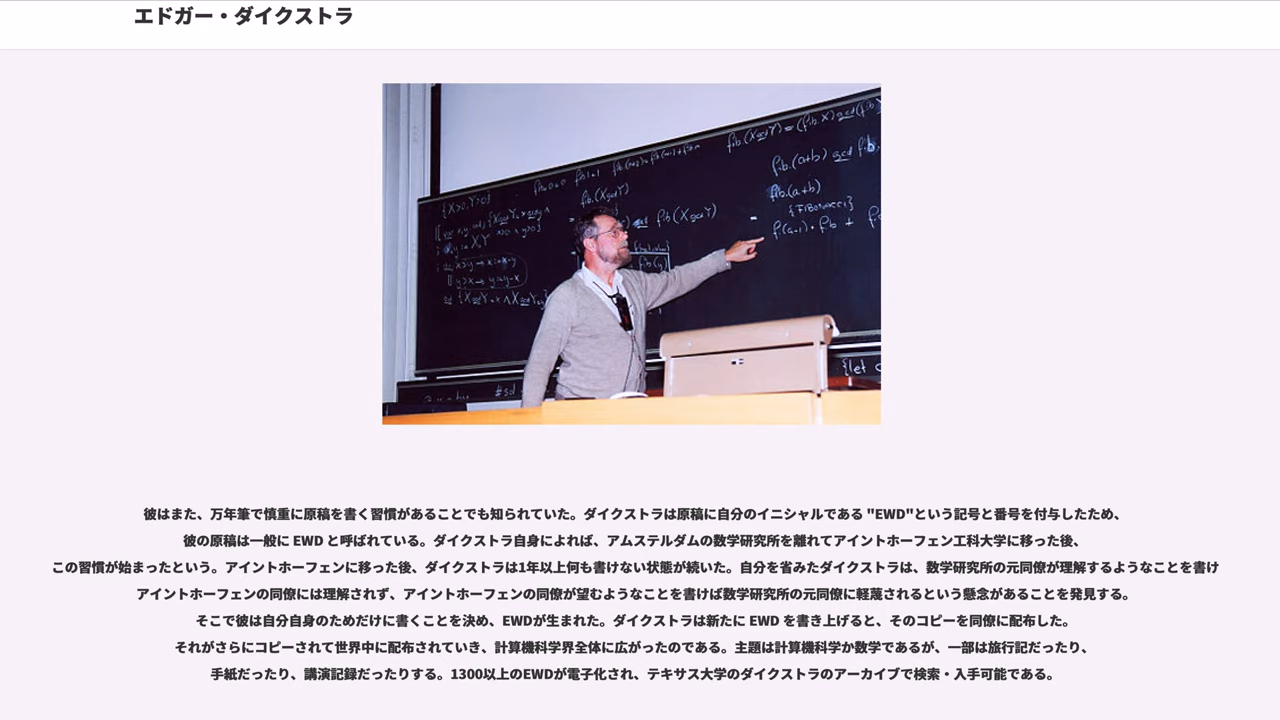 エドガー・ダイクストラ
{X>0, Y>0}
fib.(X gcd Y)
fib.(X gcd Y)
fib.(a+b)
{FIBONACCI}
{let
彼はまた、万年筆で慎重に原稿を書く習慣があることでも知られていた。ダイクストラは原稿に自分のイニシャルである "EWD"という記号と番号を付与したため、
彼の原稿は一般に EWD と呼ばれている。ダイクストラ自身によれば、アムステルダムの数学研究所を離れてアイントホーフェン工科大学に移った後、
この習慣が始まったという。アイントホーフェンに移った後、ダイクストラは1年以上何も書けない状態が続いた。自分を省みたダイクストラは、数学研究所の元同僚が理解するようなことを書け
アイントホーフェンの同僚には理解されず、アイントホーフェンの同僚が望むようなことを書けば数学研究所の元同僚に軽蔑されるという懸念があることを発見する。
そこで彼は自分自身のためだけに書くことを決め、EWDが生まれた。ダイクストラは新たに EWD を書き上げると、そのコピーを同僚に配布した。
それがさらにコピーされて世界中に配布されていき、計算機科学界全体に広がったのである。主題は計算機科学か数学であるが、一部は旅行記だったり、
手紙だったり、講演記録だったりする。1300以上のEWDが電子化され、テキサス大学のダイクストラのアーカイブで検索・入手可能である。